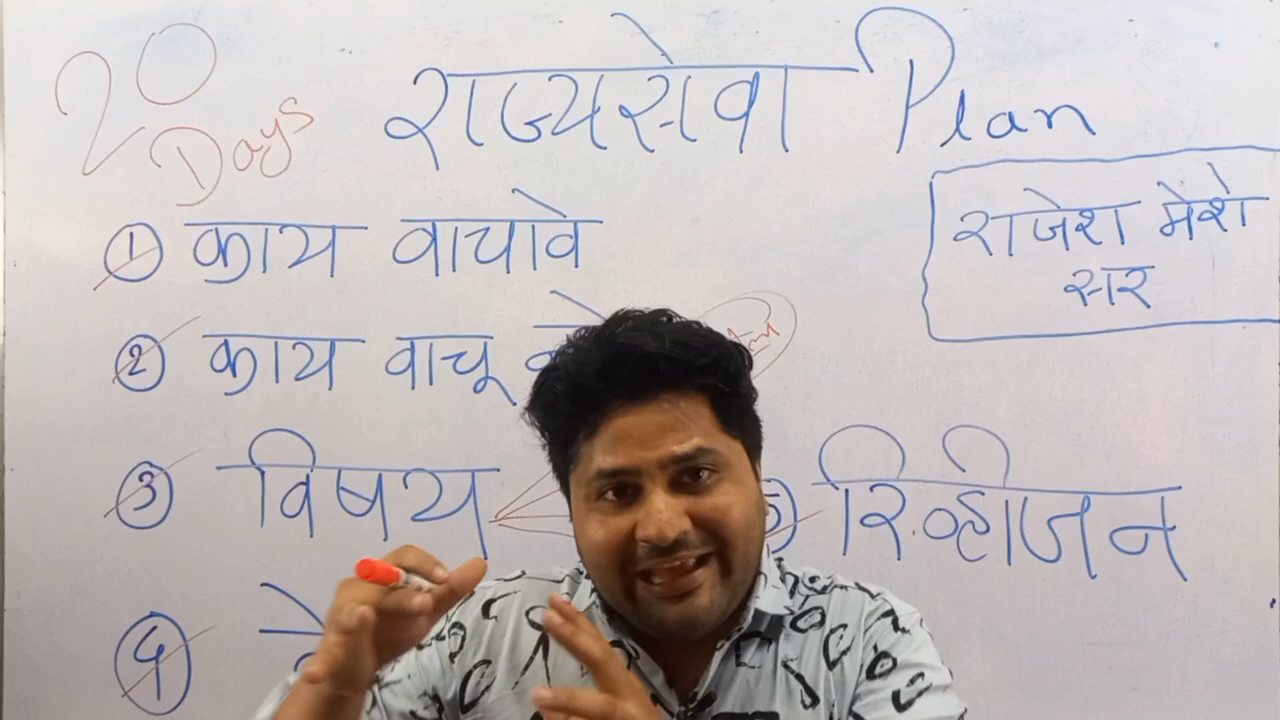 20
Days
राज्यसेवा Plan
राजेश मेशे
सर
① काय वाचावे
② काय वाचू
③ विषय
रिव्हीजन
④